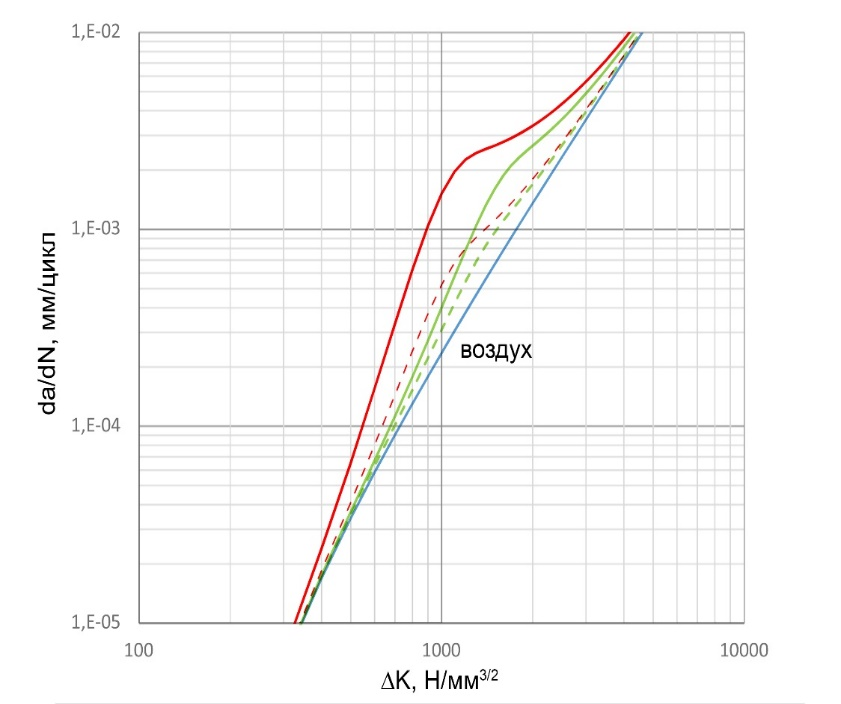 1,E-02
1,E-03
1,E-04
1,E-05
da/dN, мм/цикл
воздух
100
1000
10000
ΔK, Н/мм3/2